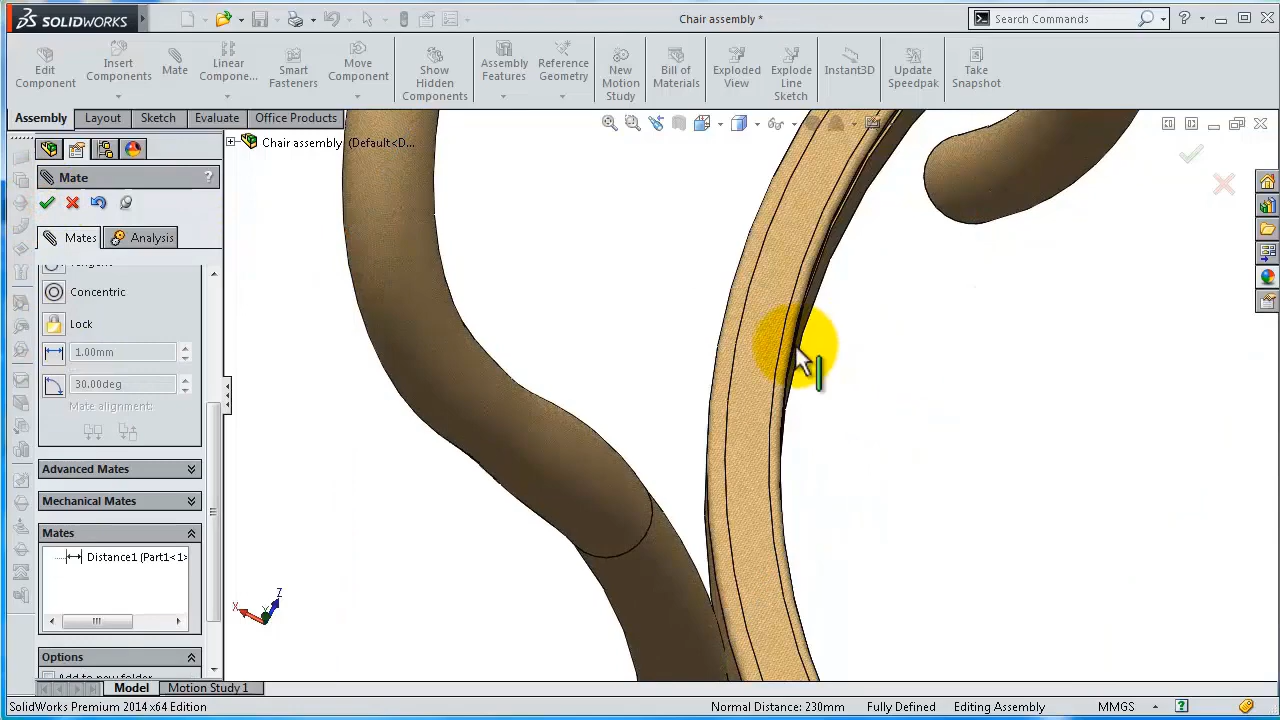 SOLIDWORKS
Chair assembly *
Search Commands
Edit Component
Insert Components
Mate
Linear Compone...
Smart Fasteners
Move Component
Show Hidden Components
Assembly Features
Reference Geometry
New Motion Study
Bill of Materials
Exploded View
Explode Line Sketch
Instant3D
Update Speedpak
Take Snapshot
Assembly
Layout
Sketch
Evaluate
Office Products
Chair assembly (Default<D...
Mate
?
Mates
Analysis
Concentric
Lock
1.00mm
30.00deg
Mate alignment:
Advanced Mates
Mechanical Mates
Mates
Distance1 (Part1<1>
Options
Add to new folder
X
Y
Z
Model
Motion Study 1
SolidWorks Premium 2014 x64 Edition
Normal Distance: 230mm
Fully Defined
Editing Assembly
MMGS